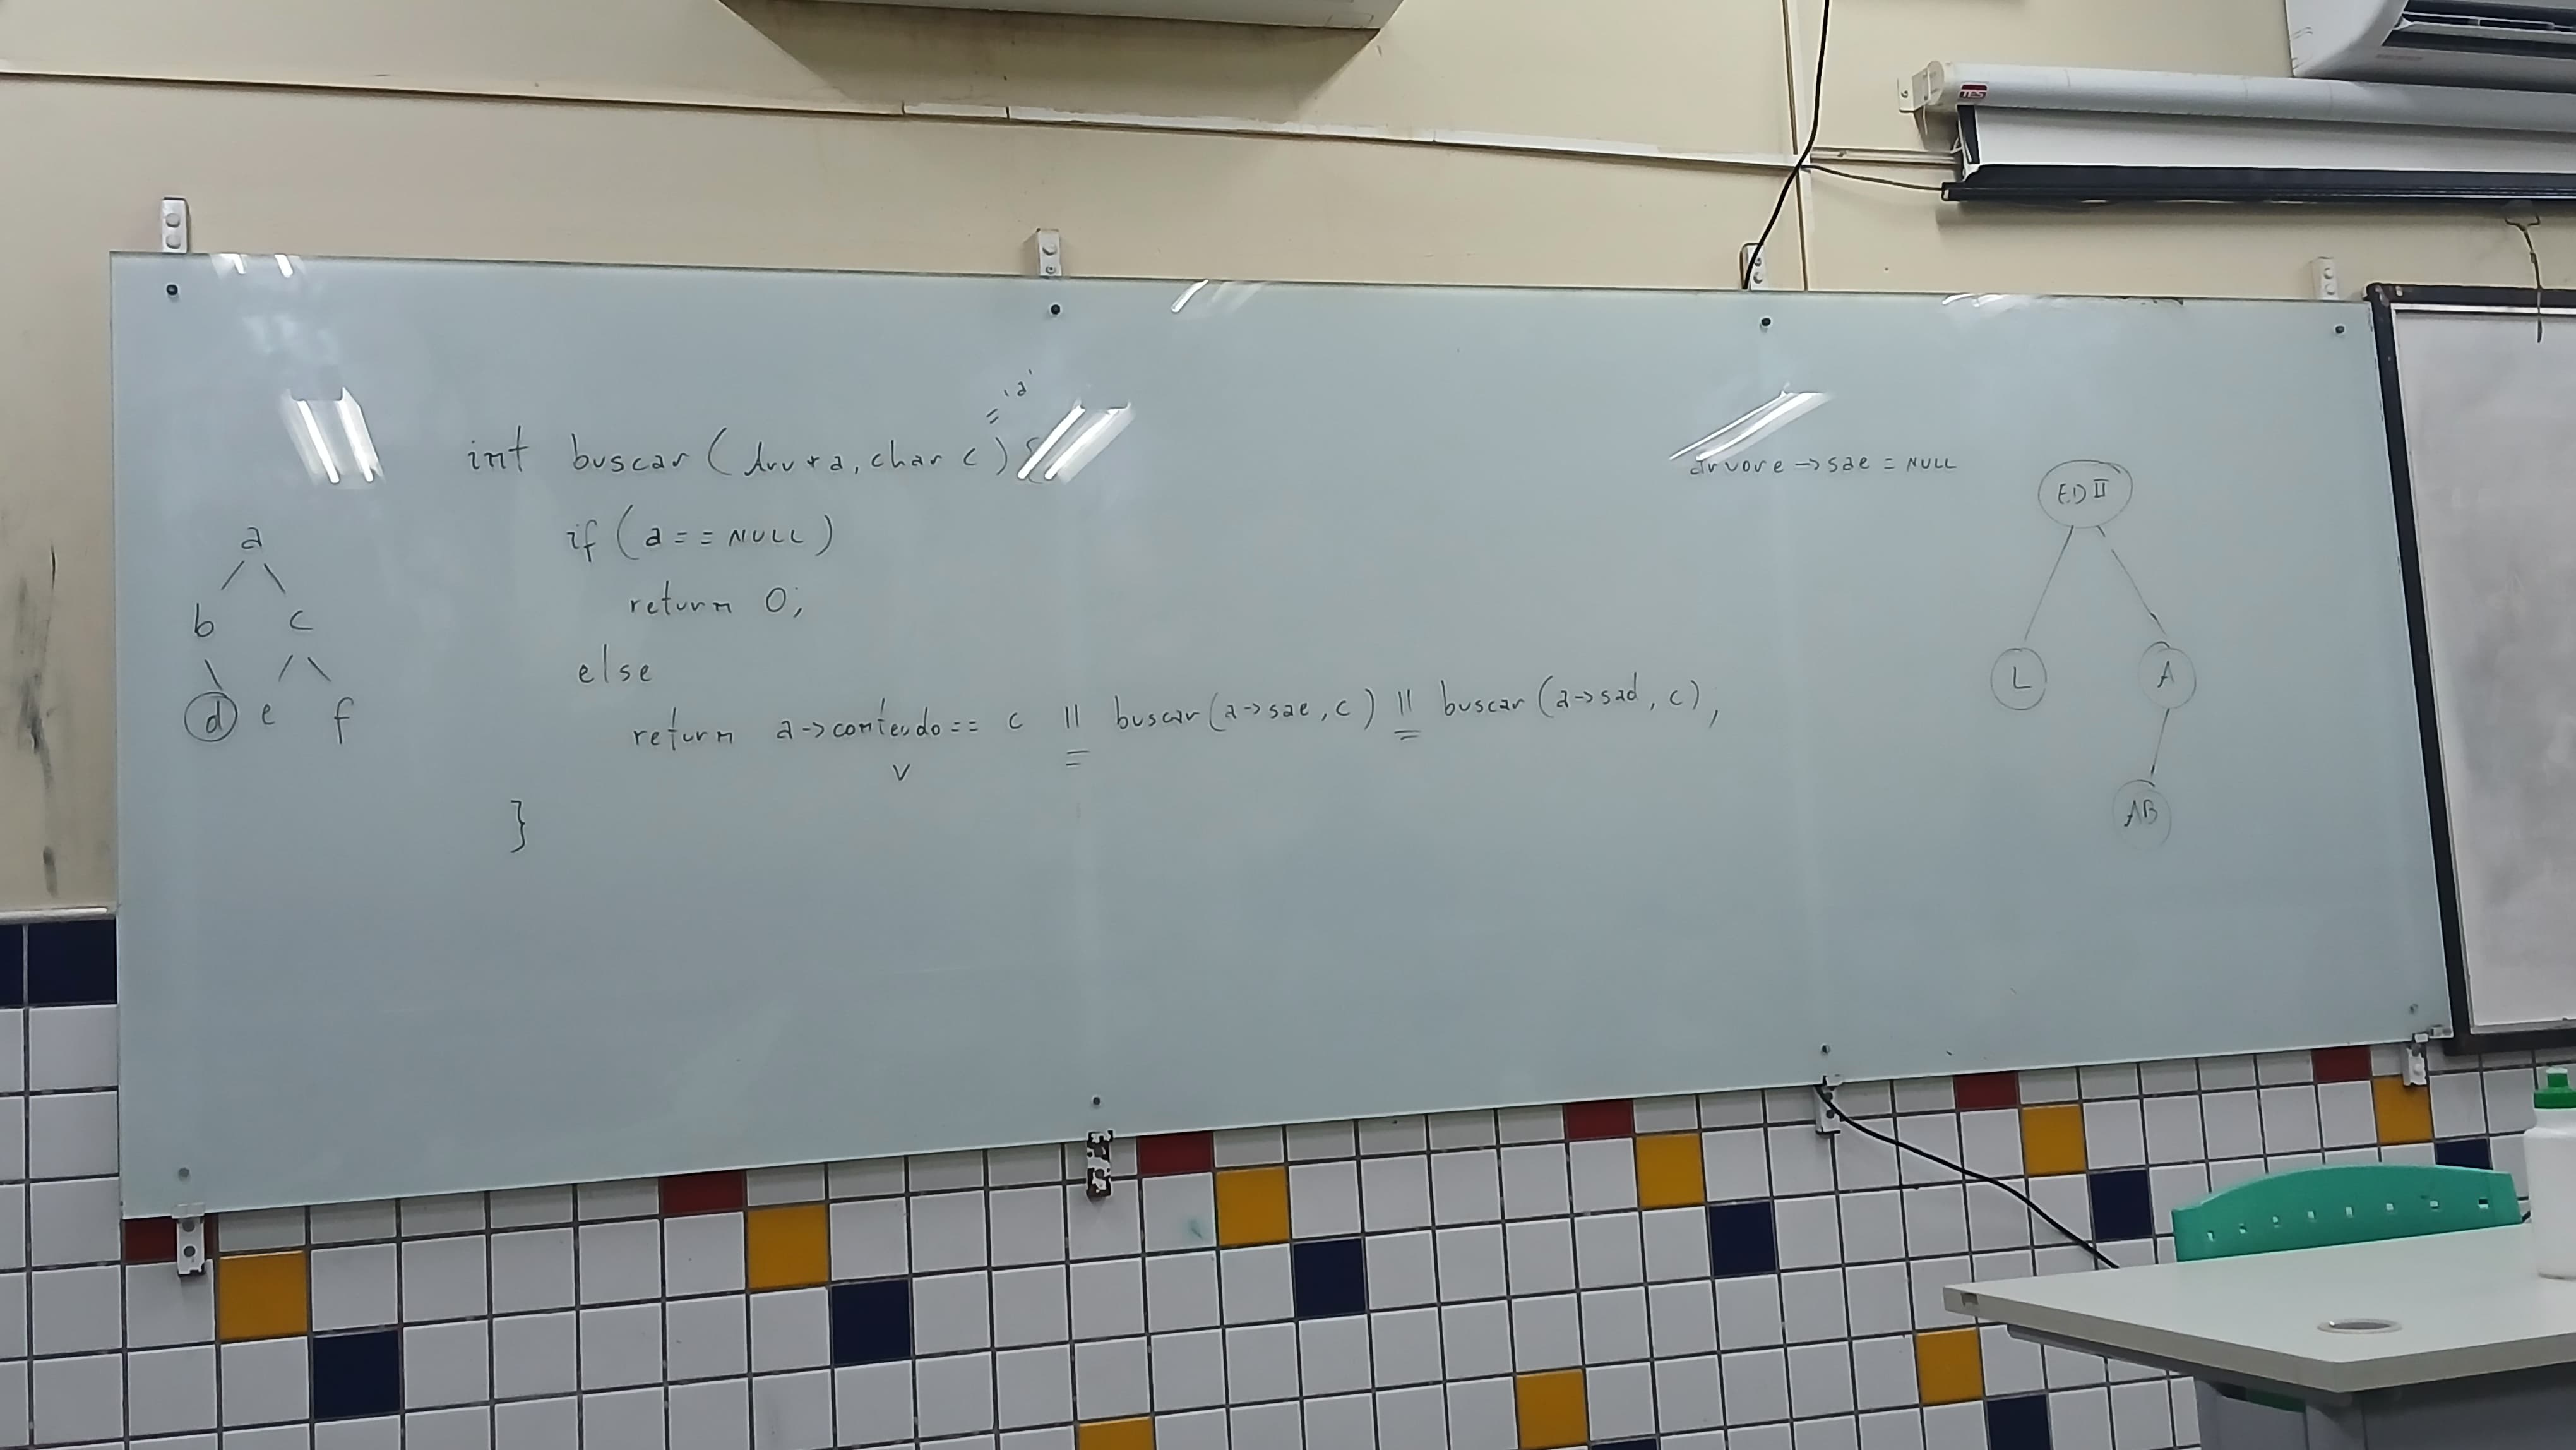 TES
= 'a'
int buscar (Arv * a, char c) {
if (a == NULL)
return 0;
else
return a->conteudo == c || buscar (a->sae, c) || buscar (a->sad, c);
V
}
a
b c
d e f
arvore -> sae = NULL
ED II
L A
AB